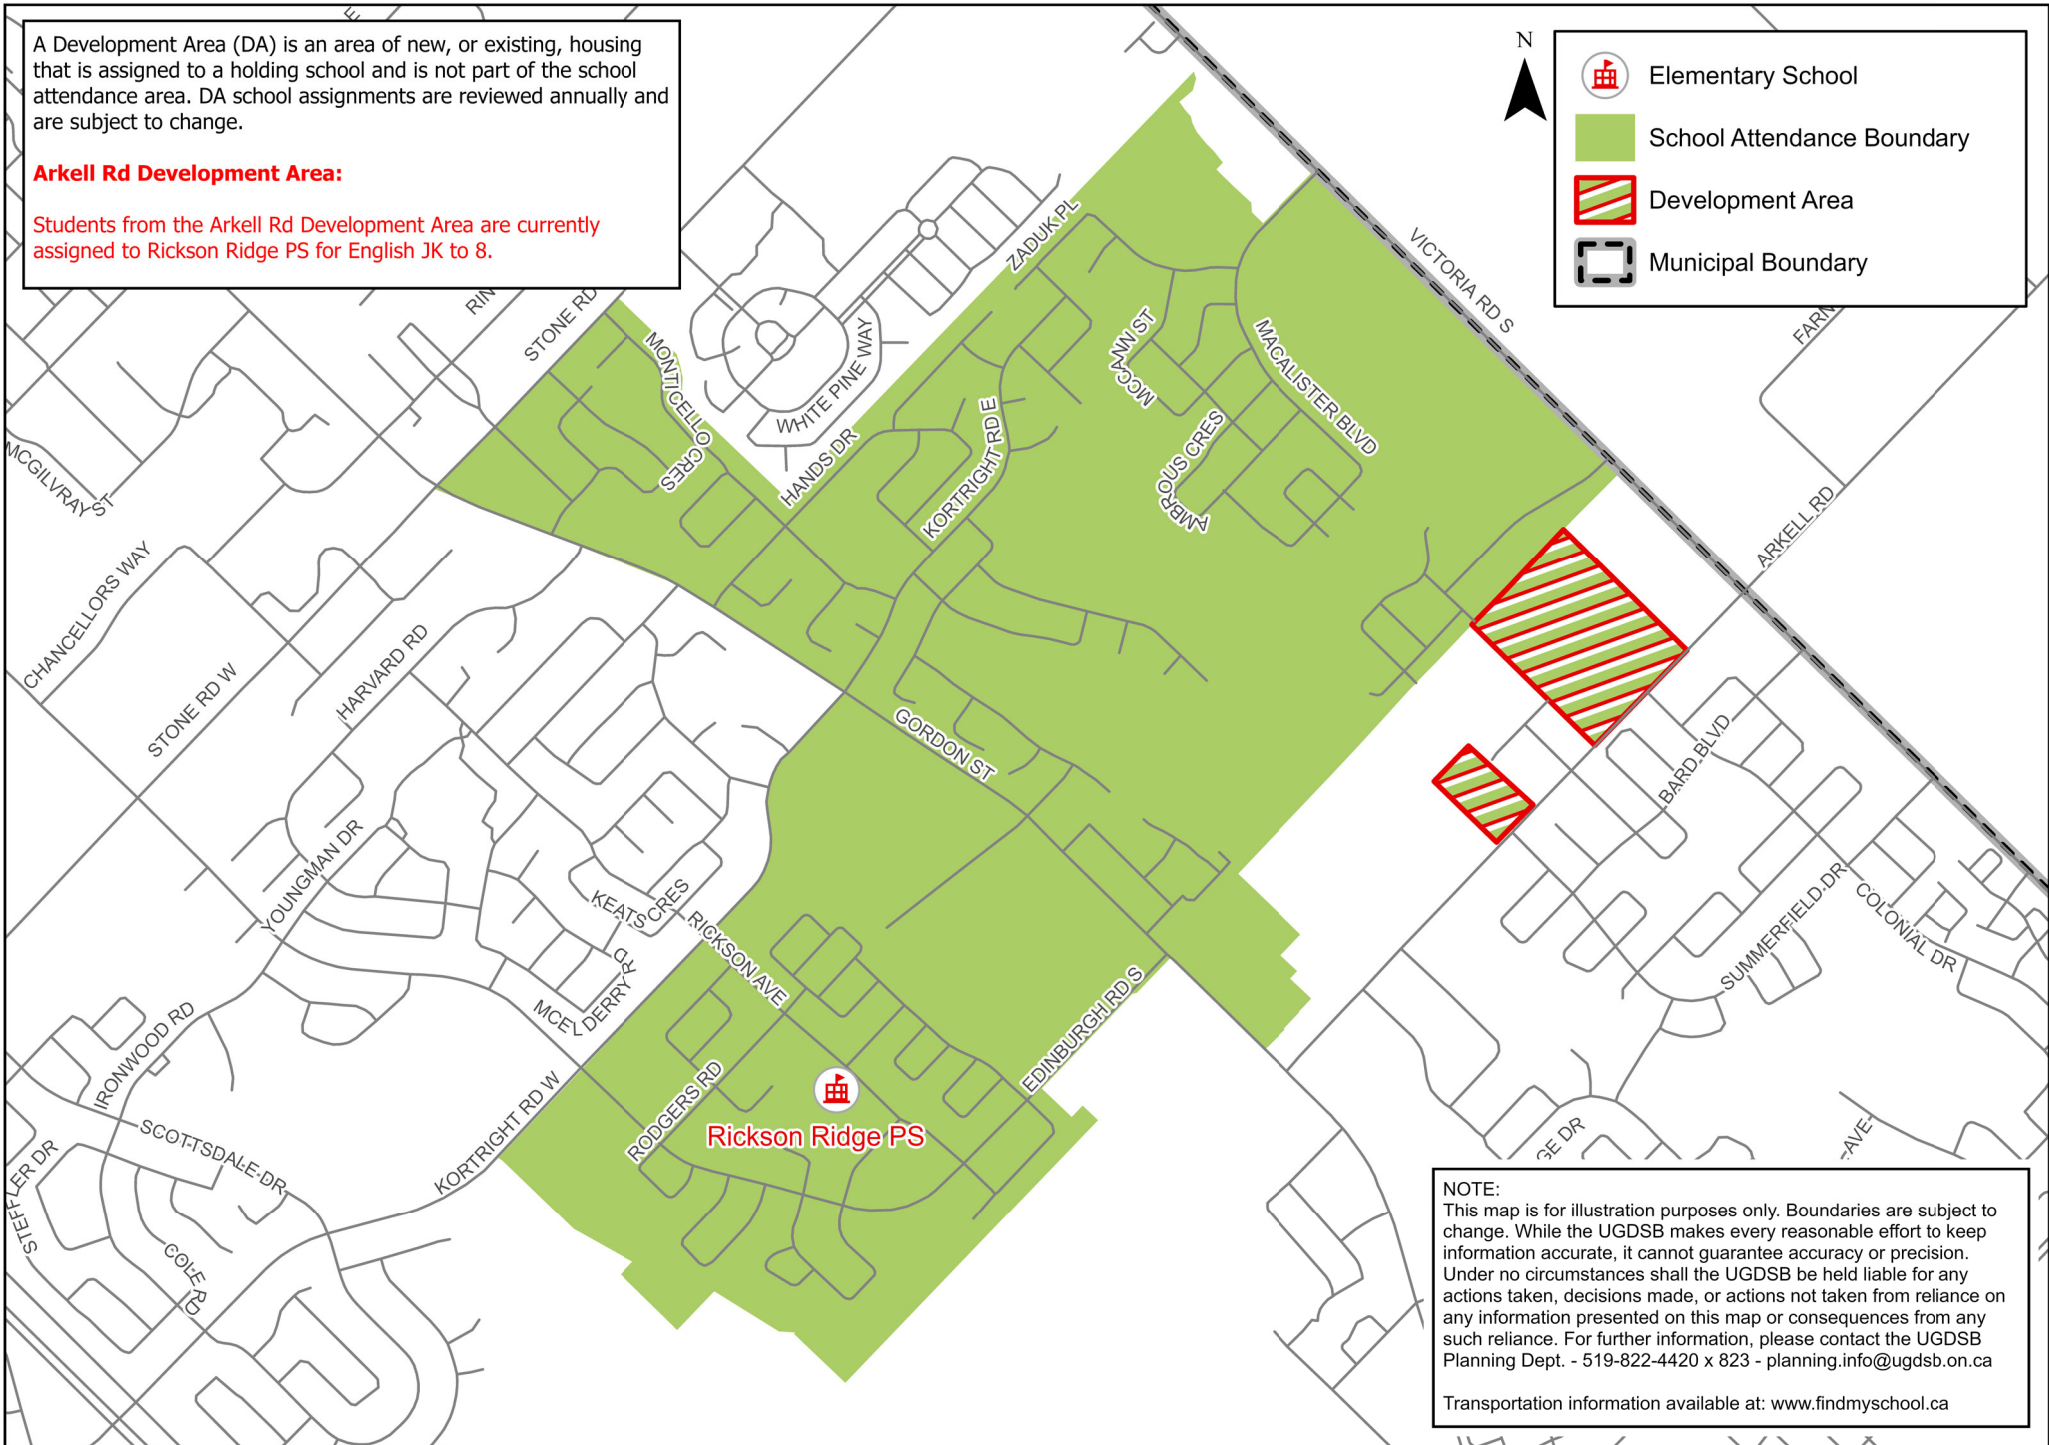 A Development Area (DA) is an area of new, or existing, housing
that is assigned to a holding school and is not part of the school
attendance area. DA school assignments are reviewed annually and
are subject to change.
Arkell Rd Development Area:
Students from the Arkell Rd Development Area are currently
assigned to Rickson Ridge PS for English JK to 8.
N
Elementary School
School Attendance Boundary
Development Area
Municipal Boundary
E
RIN
STONE RD
MONTICELLO CRES
WHITE PINE WAY
HANDS DR
ZADUK PL
KORTRIGHT RD E
MCCANN ST
AMBROUS CRES
MACALISTER BLVD
VICTORIA RD S
FARN
ARKELL RD
MCGILVRAY ST
CHANCELLORS WAY
STONE RD W
HARVARD RD
YOUNGMAN DR
GORDON ST
KEATS CRES
RICKSON AVE
MCELDERRY RD
IRONWOOD RD
SCOTTSDALE DR
STEFFLER DR
COLE RD
KORTRIGHT RD W
RODGERS RD
EDINBURGH RD S
Rickson Ridge PS
BARD BLVD
SUMMERFIELD DR
COLONIAL DR
GE DR
AVE
NOTE:
This map is for illustration purposes only. Boundaries are subject to
change. While the UGDSB makes every reasonable effort to keep
information accurate, it cannot guarantee accuracy or precision.
Under no circumstances shall the UGDSB be held liable for any
actions taken, decisions made, or actions not taken from reliance on
any information presented on this map or consequences from any
such reliance. For further information, please contact the UGDSB
Planning Dept. - 519-822-4420 x 823 - planning.info@ugdsb.on.ca
Transportation information available at: www.findmyschool.ca